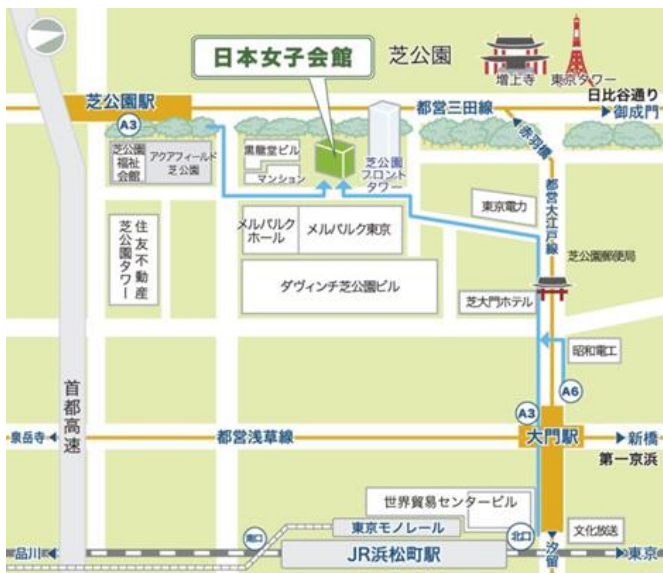 日本女子会館
芝公園
増上寺
東京タワー
日比谷通り
芝公園駅
都営三田線
御成門
A3
赤羽橋
芝公園
福祉
会館
アクアフィールド
芝公園
黒龍堂ビル
マンション
芝公園
フロント
タワー
都営大江戸線
東京電力
住友不動産
芝公園タワー
メルパルク
ホール
メルパルク東京
芝公園郵便局
ダヴィンチ芝公園ビル
芝大門ホテル
昭和電工
首都高速
A6
A3
泉岳寺
都営浅草線
大門駅
新橋
第一京浜
世界貿易センタービル
東京モノレール
南口
北口
文化放送
汐留
品川
JR浜松町駅
東京